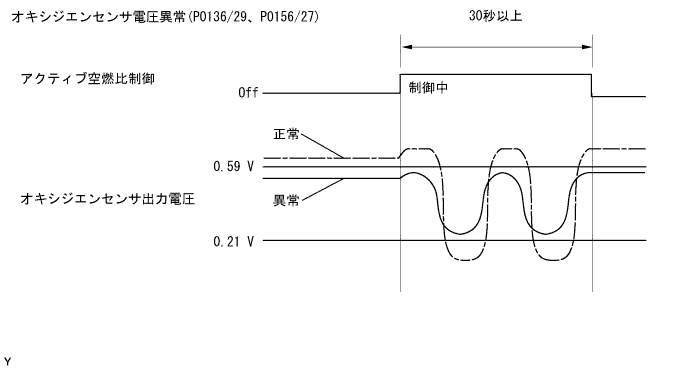 オキシジエンセンサ電圧異常(P0136/29、P0156/27)
30秒以上
アクティブ空燃比制御
Off
制御中
正常
0.59 V
オキシジエンセンサ出力電圧
異常
0.21 V
Y